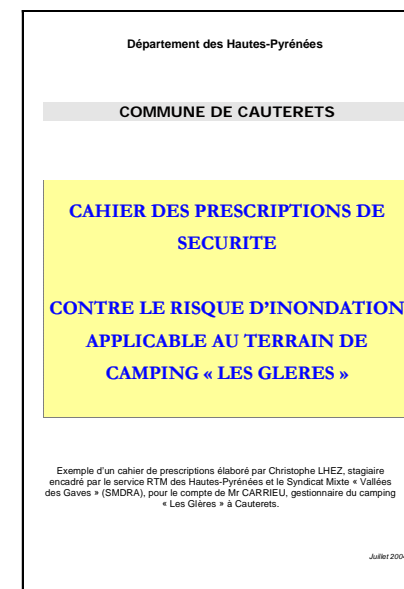 Département des Hautes-Pyrénées
COMMUNE DE CAUTERETS
CAHIER DES PRESCRIPTIONS DE
SECURITE
CONTRE LE RISQUE D'INONDATION
APPLICABLE AU TERRAIN DE
CAMPING « LES GLERES »
Exemple d'un cahier de prescriptions élaboré par Christophe LHEZ, stagiaire
encadré par le service RTM des Hautes-Pyrénées et le Syndicat Mixte « Vallées
des Gaves » (SMDRA), pour le compte de Mr CARRIEU, gestionnaire du camping
« Les Glères » à Cauterets.
Juillet 2004